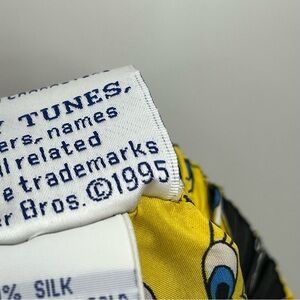 TUNES,
ers, names
related
e trademarks
r Bros. ©1995
% SILK